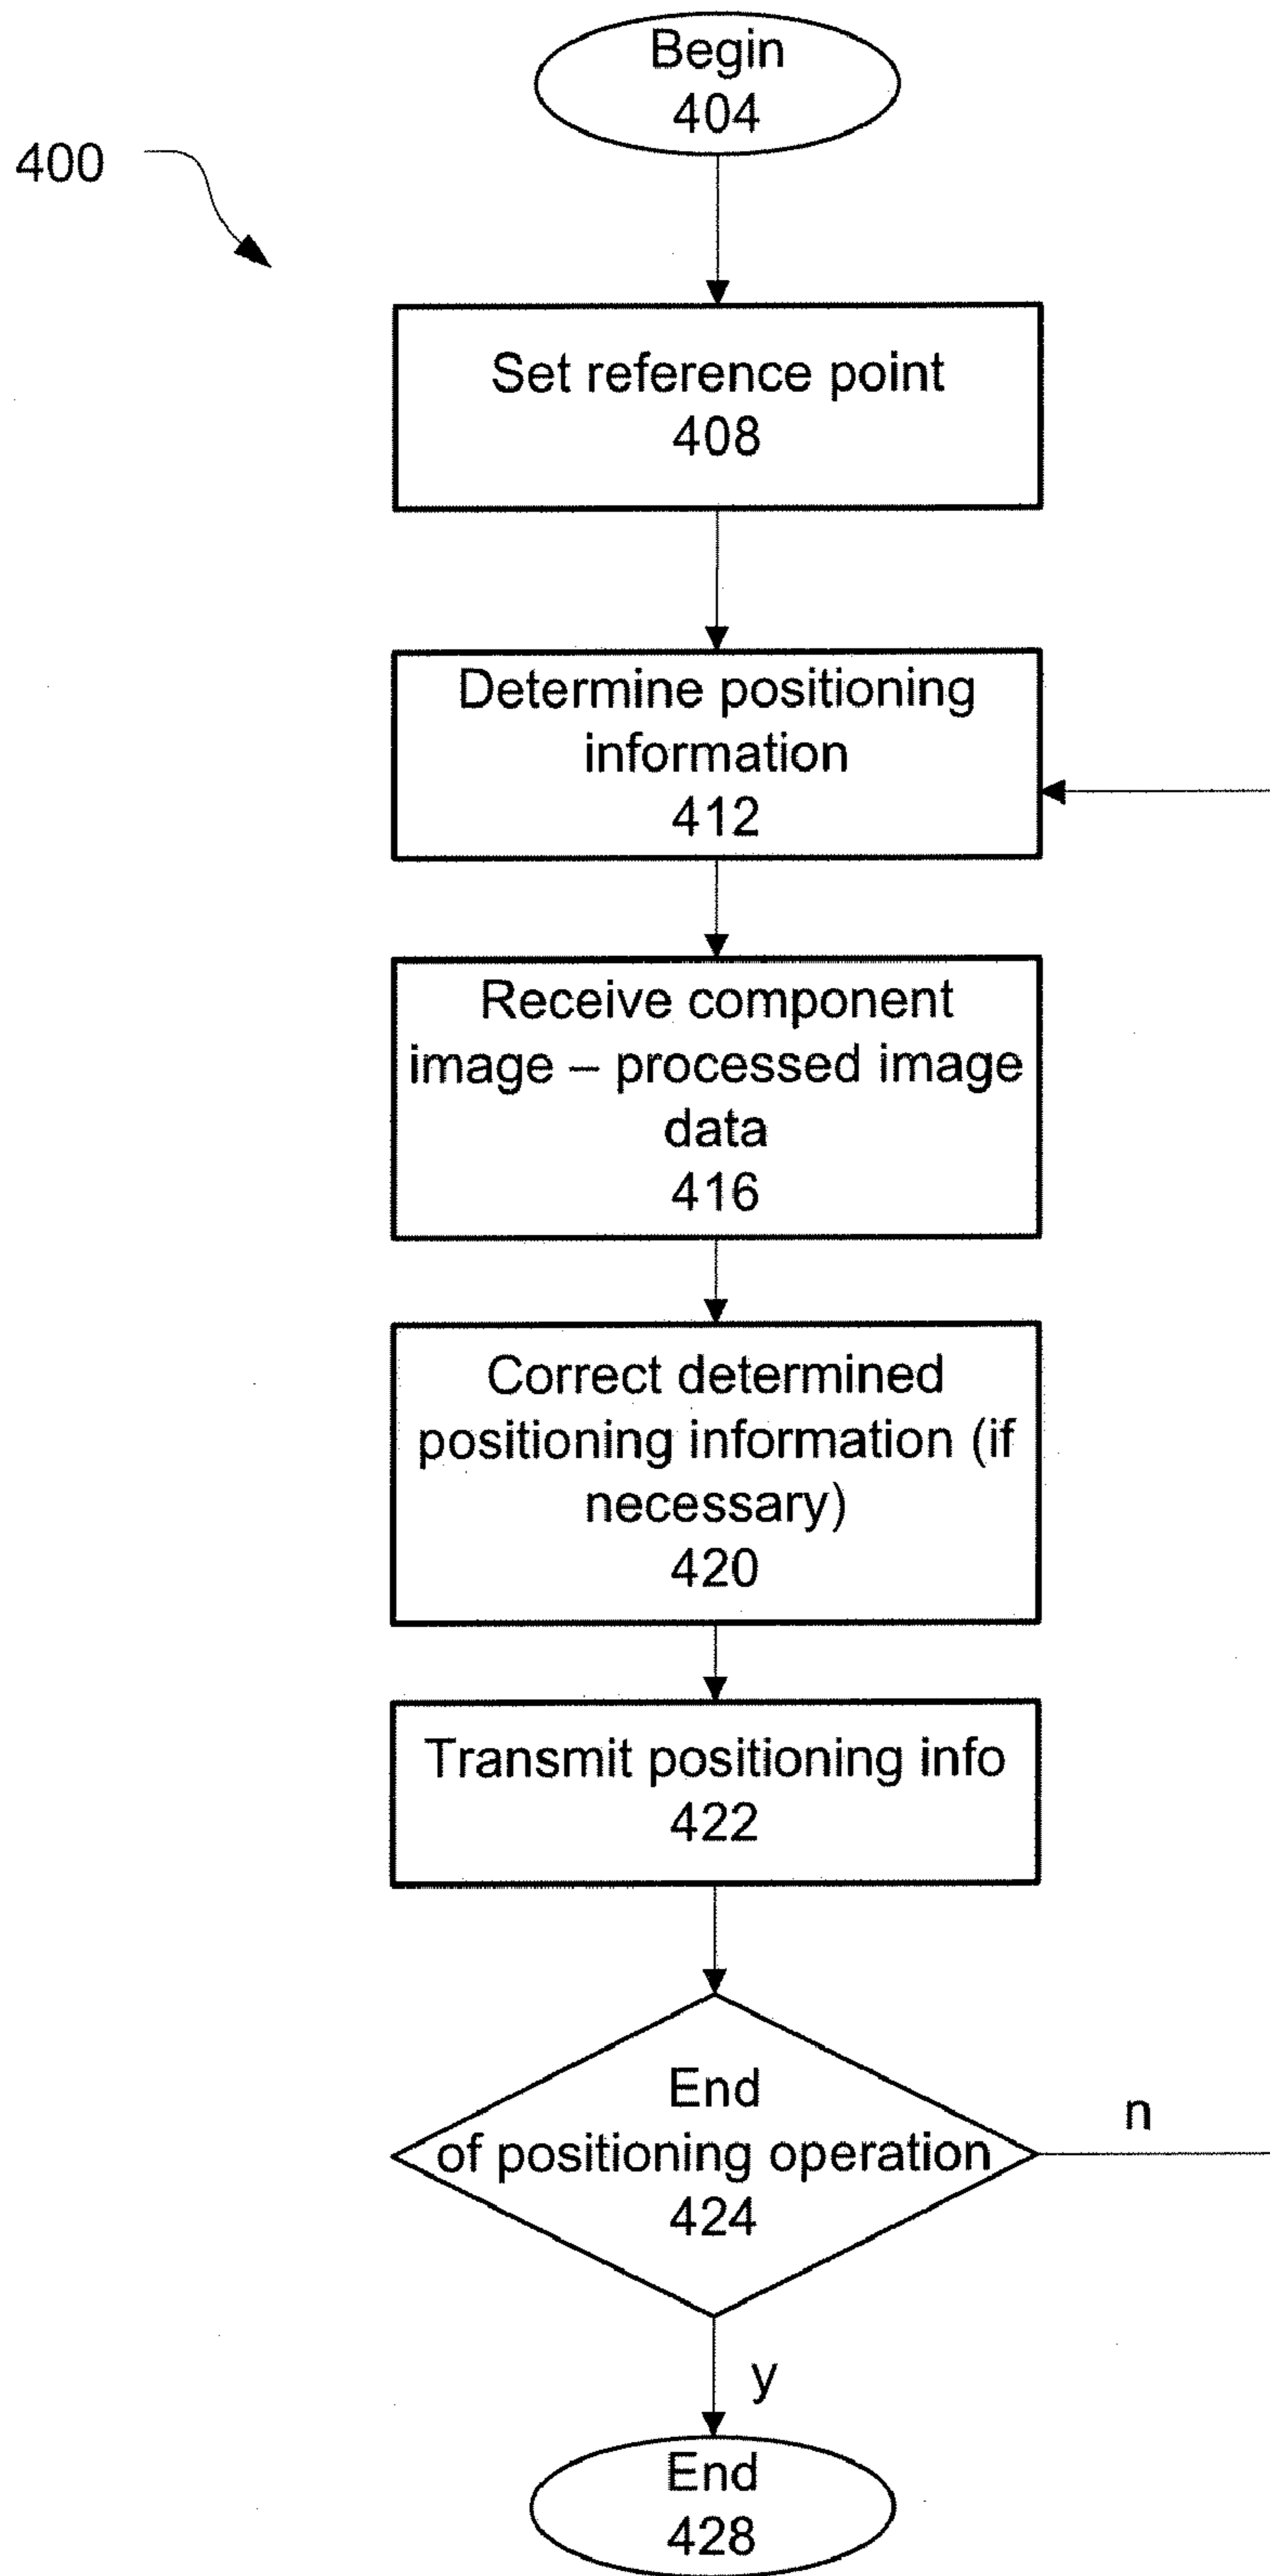 Begin
404
400
Set reference point
408
Determine positioning
information
412
Receive component
image – processed image
data
416
Correct determined
positioning information (if
necessary)
420
Transmit positioning info
422
End
of positioning operation
424
n
y
End
428